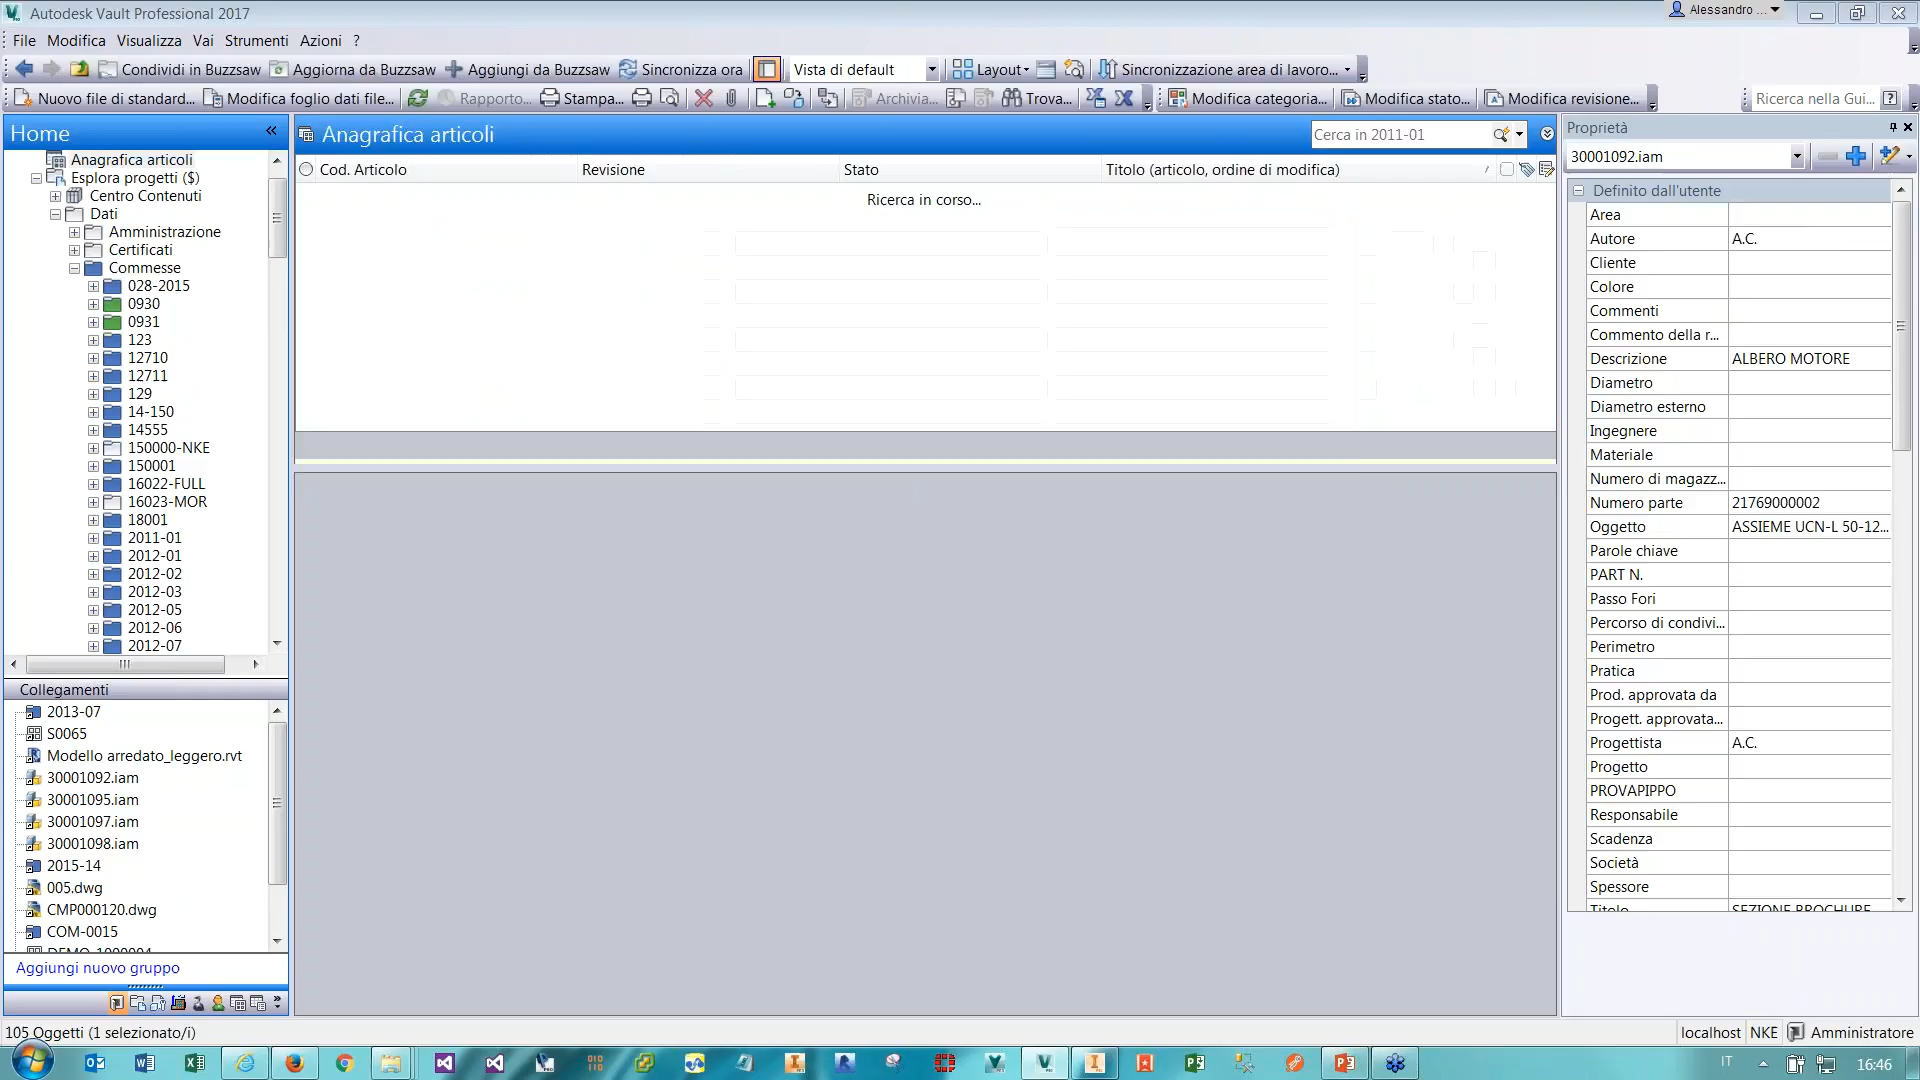 Autodesk Vault Professional 2017
Alessandro ...
File Modifica Visualizza Vai Strumenti Azioni ?
Condividi in Buzzsaw Aggiorna da Buzzsaw Aggiungi da Buzzsaw Sincronizza ora Vista di default Layout Sincronizzazione area di lavoro...
Nuovo file di standard... Modifica foglio dati file... Rapporto... Stampa... Archivia... Trova... Modifica categoria... Modifica stato... Modifica revisione... Ricerca nella Gui...
Home
Anagrafica articoli
Esplora progetti ($)
Centro Contenuti
Dati
Amministrazione
Certificati
Commesse
028-2015
0930
0931
123
12710
12711
129
14-150
14555
150000-NKE
150001
16022-FULL
16023-MOR
18001
2011-01
2012-01
2012-02
2012-03
2012-05
2012-06
2012-07
Collegamenti
2013-07
S0065
Modello arredato_leggero.rvt
30001092.iam
30001095.iam
30001097.iam
30001098.iam
2015-14
005.dwg
CMP000120.dwg
COM-0015
DEMO-1000004
Aggiungi nuovo gruppo
Anagrafica articoli
Cerca in 2011-01
Cod. Articolo Revisione Stato Titolo (articolo, ordine di modifica)
Ricerca in corso...
Proprietà
30001092.iam
Definito dall'utente
Area
Autore A.C.
Cliente
Colore
Commenti
Commento della r...
Descrizione ALBERO MOTORE
Diametro
Diametro esterno
Ingegnere
Materiale
Numero di magazz...
Numero parte 21769000002
Oggetto ASSIEME UCN-L 50-12...
Parole chiave
PART N.
Passo Fori
Percorso di condivi...
Perimetro
Pratica
Prod. approvata da
Progett. approvata...
Progettista A.C.
Progetto
PROVAPIPPO
Responsabile
Scadenza
Società
Spessore
Titolo SEZIONE BROCHURE
105 Oggetti (1 selezionato/i)
localhost NKE Amministratore
IT 16:46